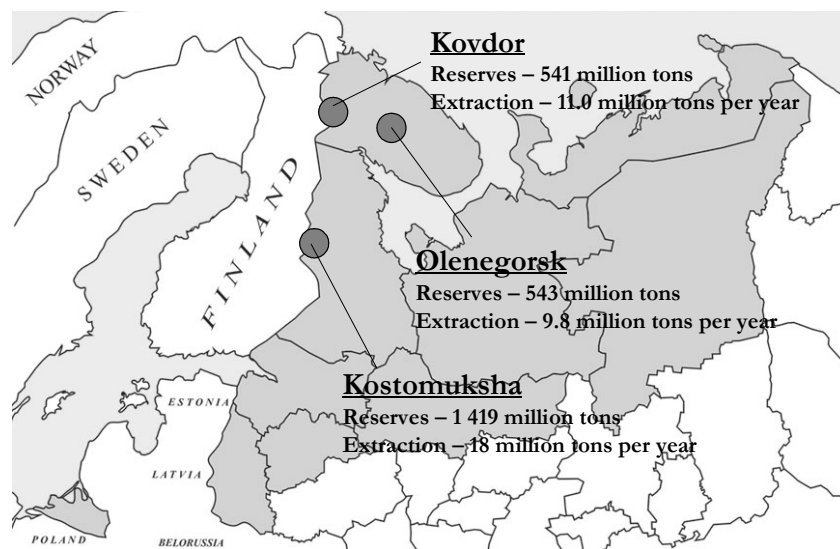 NORWAY
SWEDEN
FINLAND
Kovdor
Reserves – 541 million tons
Extraction – 11.0 million tons per year
Olenegorsk
Reserves – 543 million tons
Extraction – 9.8 million tons per year
Kostomuksha
Reserves – 1 419 million tons
Extraction – 18 million tons per year
ESTONIA
LATVIA
POLAND
BELORUSSIA